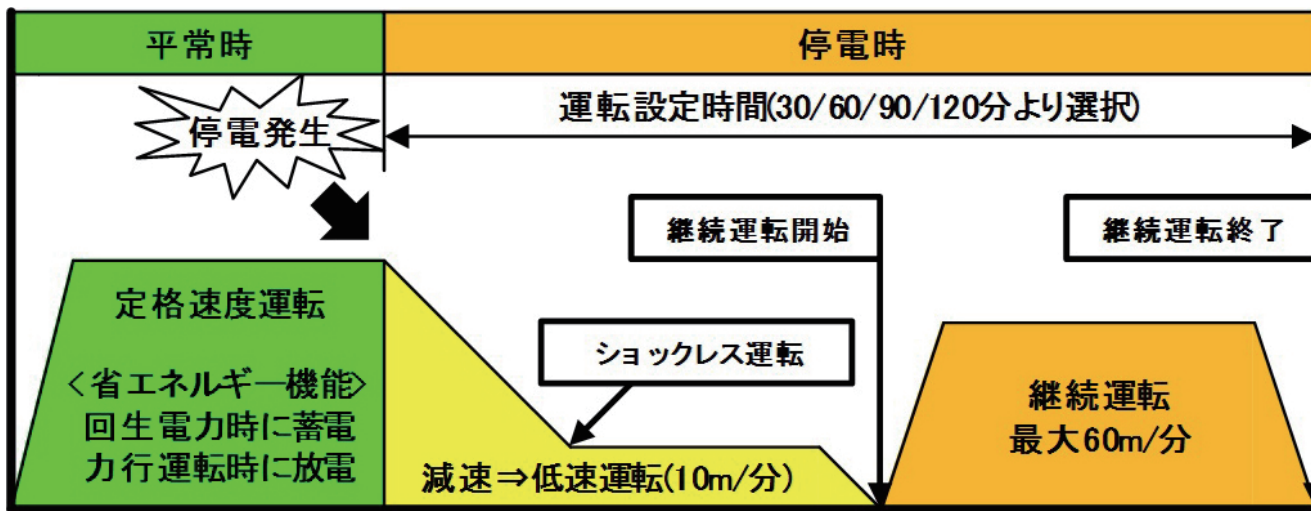 平常時
停電時
停電発生
運転設定時間(30/60/90/120分より選択)
継続運転開始
継続運転終了
定格速度運転
<省エネルギー機能>
回生電力時に蓄電
力行運転時に放電
ショックレス運転
減速⇒低速運転(10m/分)
継続運転
最大60m/分